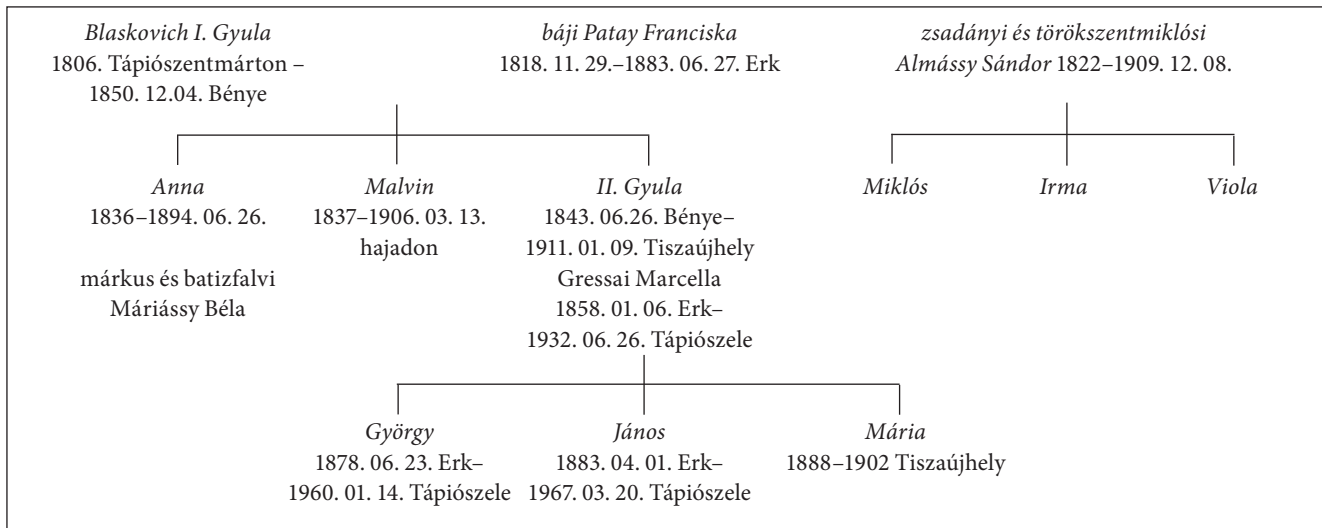 Blaskovich I. Gyula
1806. Tápiószentmárton –
1850. 12.04. Bénye
báji Patay Franciska
1818. 11. 29.–1883. 06. 27. Erk
zsadányi és törökszentmiklósi
Almássy Sándor 1822–1909. 12. 08.
Anna
1836–1894. 06. 26.
márkus és batizfalvi
Máriássy Béla
Malvin
1837–1906. 03. 13.
hajadon
II. Gyula
1843. 06.26. Bénye–
1911. 01. 09. Tiszaújhely
Gressai Marcella
1858. 01. 06. Erk–
1932. 06. 26. Tápiószele
Miklós
Irma
Viola
György
1878. 06. 23. Erk–
1960. 01. 14. Tápiószele
János
1883. 04. 01. Erk–
1967. 03. 20. Tápiószele
Mária
1888–1902 Tiszaújhely